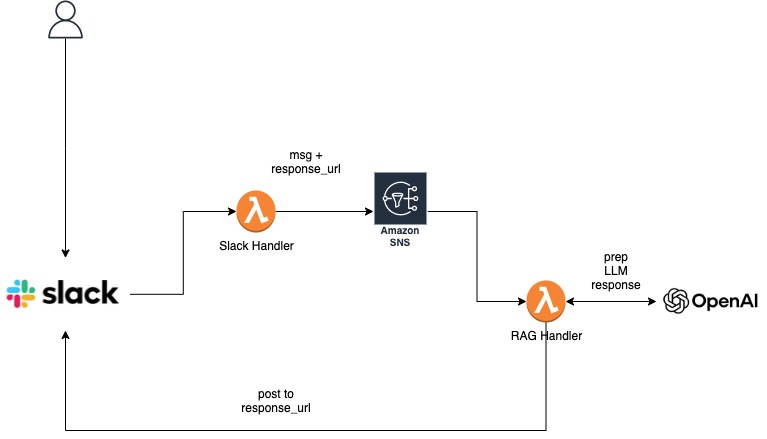 msg +
response_url
Slack Handler
Amazon
SNS
slack
prep
LLM
response
OpenAI
RAG Handler
post to
response_url